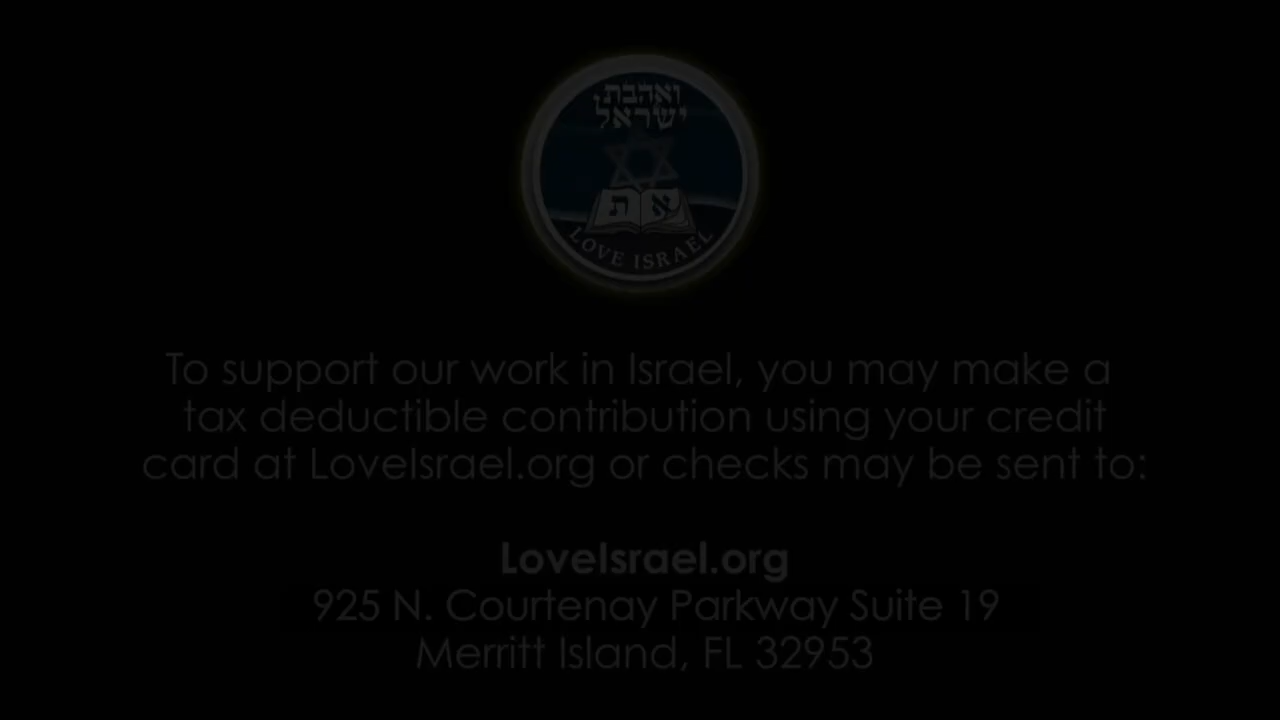 ואהבת
ישראל
ת א
LOVE ISRAEL
To support our work in Israel, you may make a
tax deductible contribution using your credit
card at LoveIsrael.org or checks may be sent to:
LoveIsrael.org
925 N. Courtenay Parkway Suite 19
Merritt Island, FL 32953